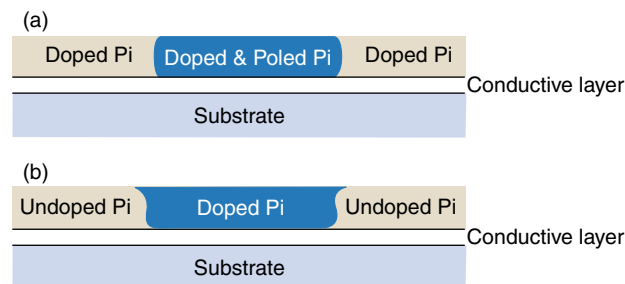 (a)
Doped Pi Doped & Poled Pi Doped Pi
Conductive layer
Substrate
(b)
Undoped Pi Doped Pi Undoped Pi
Conductive layer
Substrate